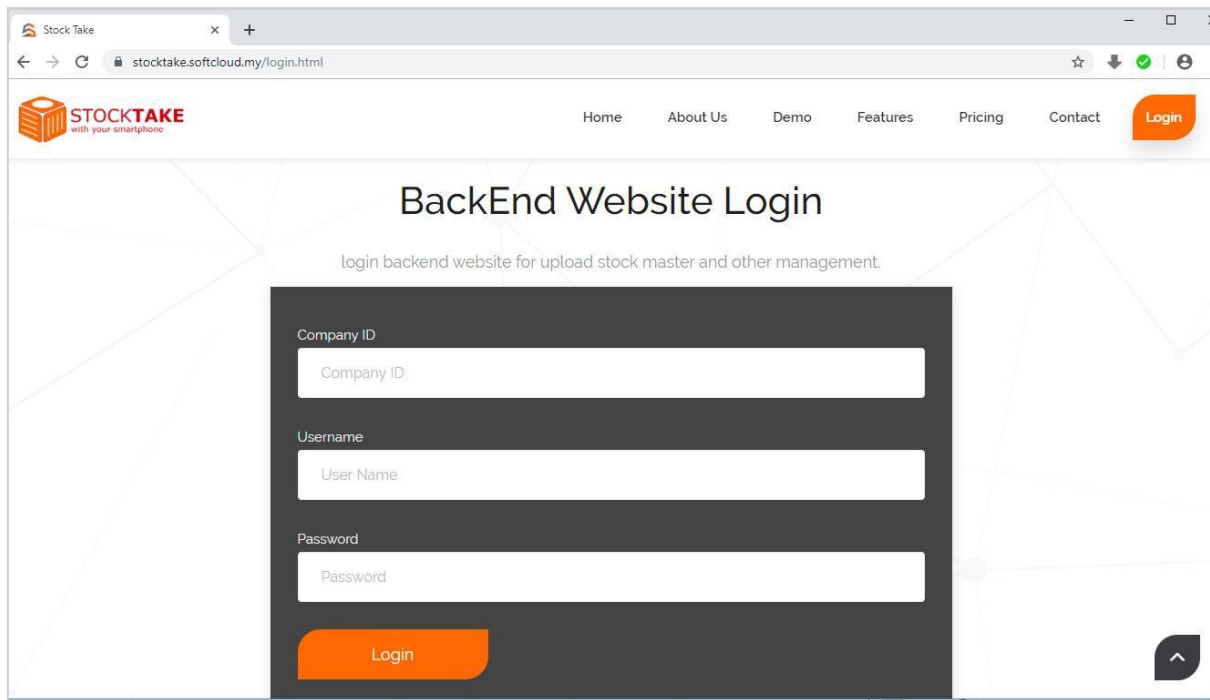 Stock Take
stocktake.softcloud.my/login.html
STOCKTAKE
with your smartphone
Home About Us Demo Features Pricing Contact Login
BackEnd Website Login
login backend website for upload stock master and other management.
Company ID
Company ID
Username
User Name
Password
Password
Login